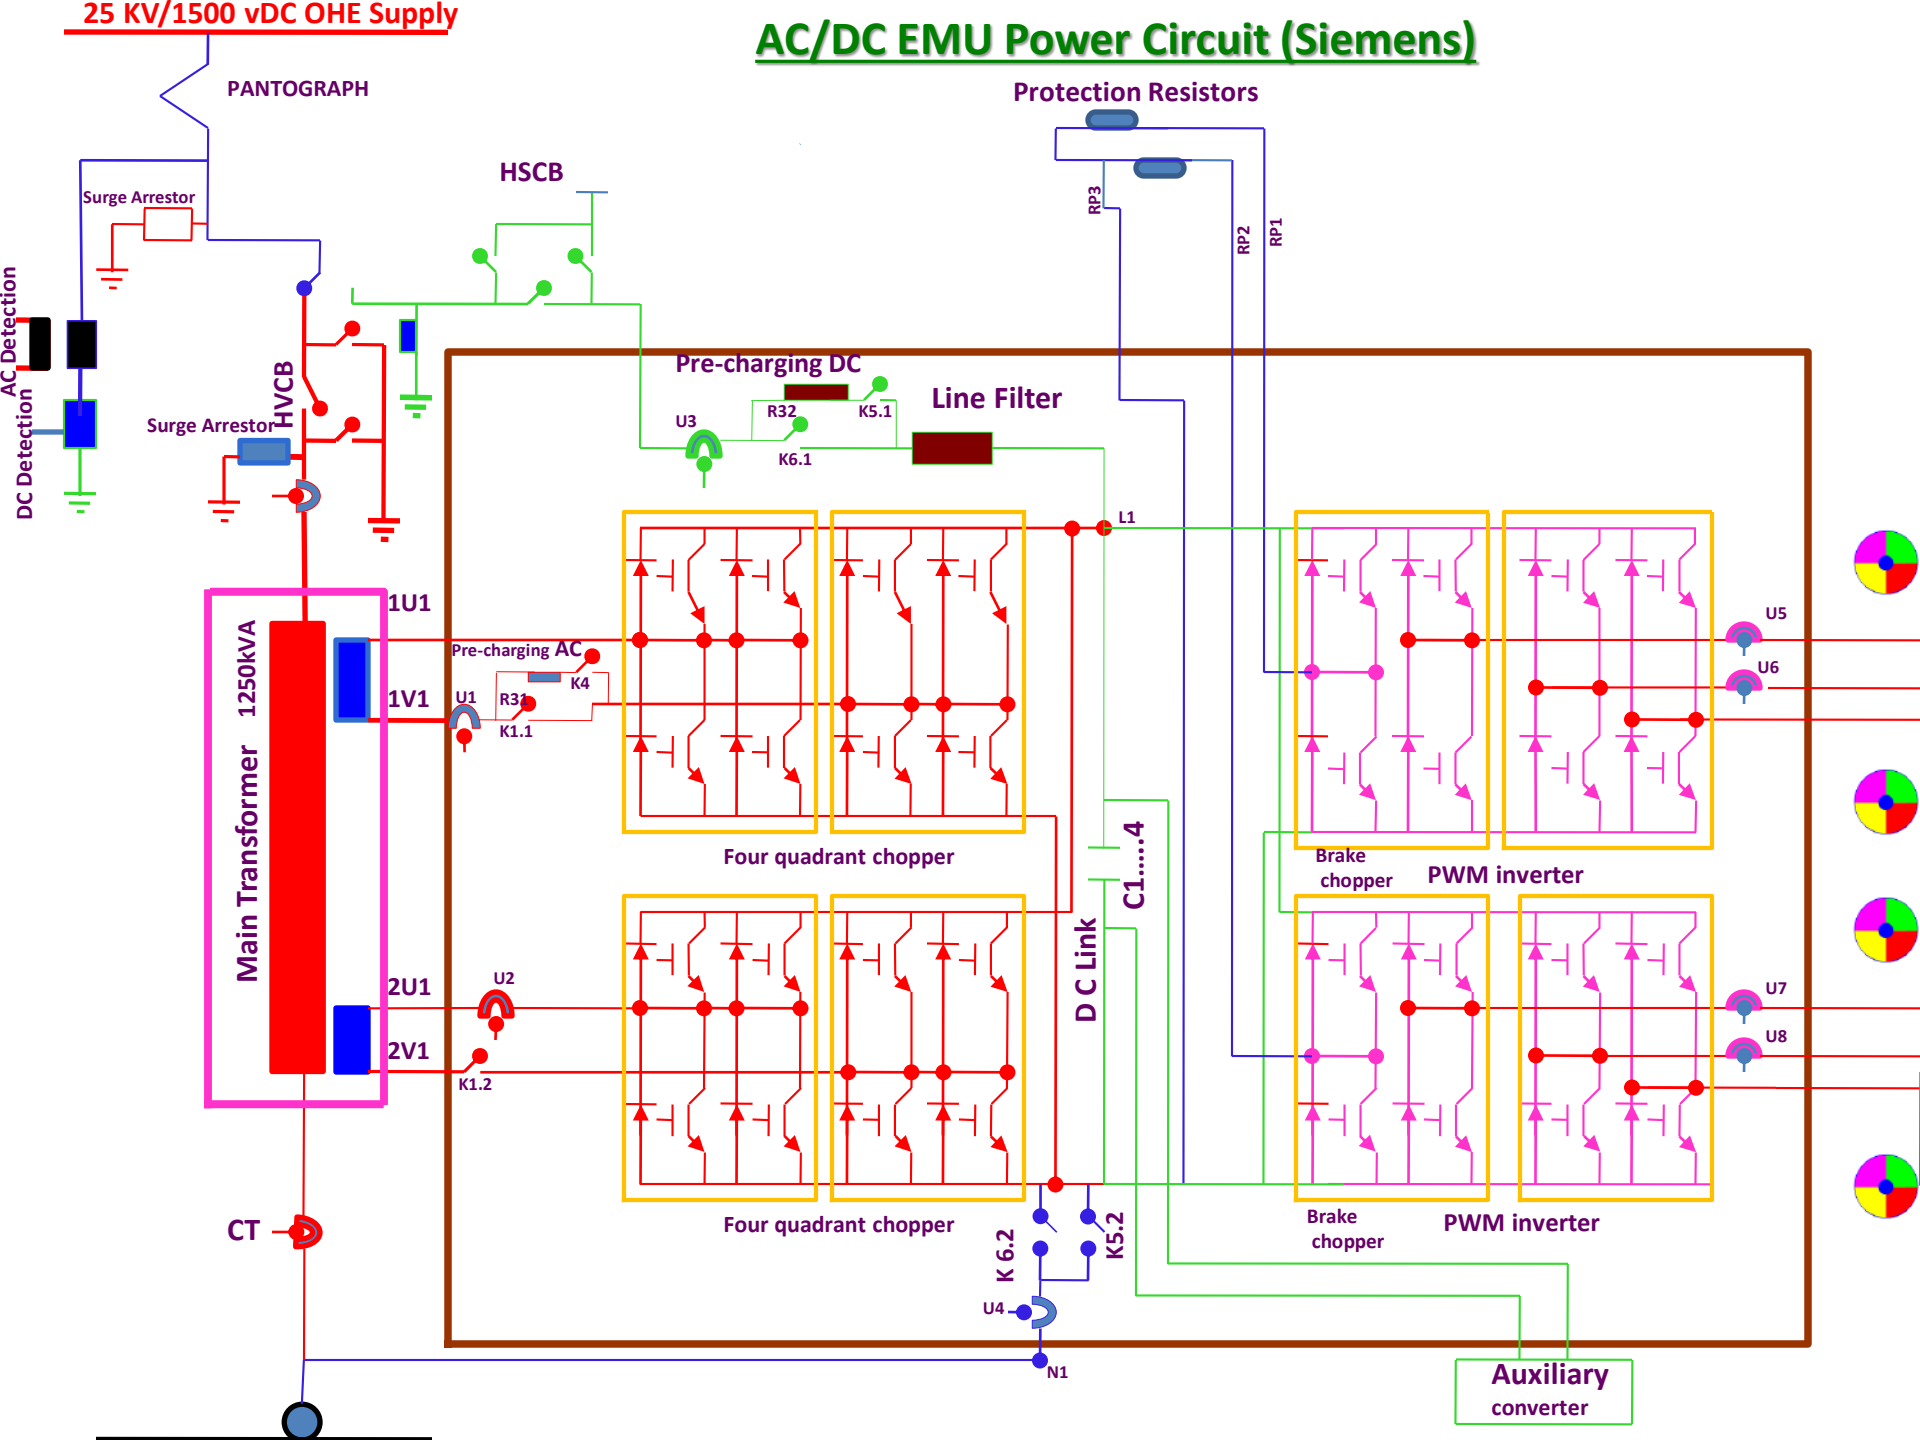 25 KV/1500 vDC OHE Supply
AC/DC EMU Power Circuit (Siemens)
PANTOGRAPH
Protection Resistors
HSCB
Surge Arrestor
RP3
RP2
RP1
AC Detection
DC Detection
HVCB
Surge Arrestor
Pre-charging DC
R32
K5.1
U3
K6.1
Line Filter
L1
1U1
1V1
Main Transformer 1250kVA
Pre-charging AC
K4
U1
R31
K1.1
U5
U6
Four quadrant chopper
C1.....4
D C Link
Brake
chopper
PWM inverter
2U1
2V1
U2
K1.2
U7
U8
Four quadrant chopper
Brake
chopper
PWM inverter
CT
K 6.2
K5.2
U4
N1
Auxiliary
converter